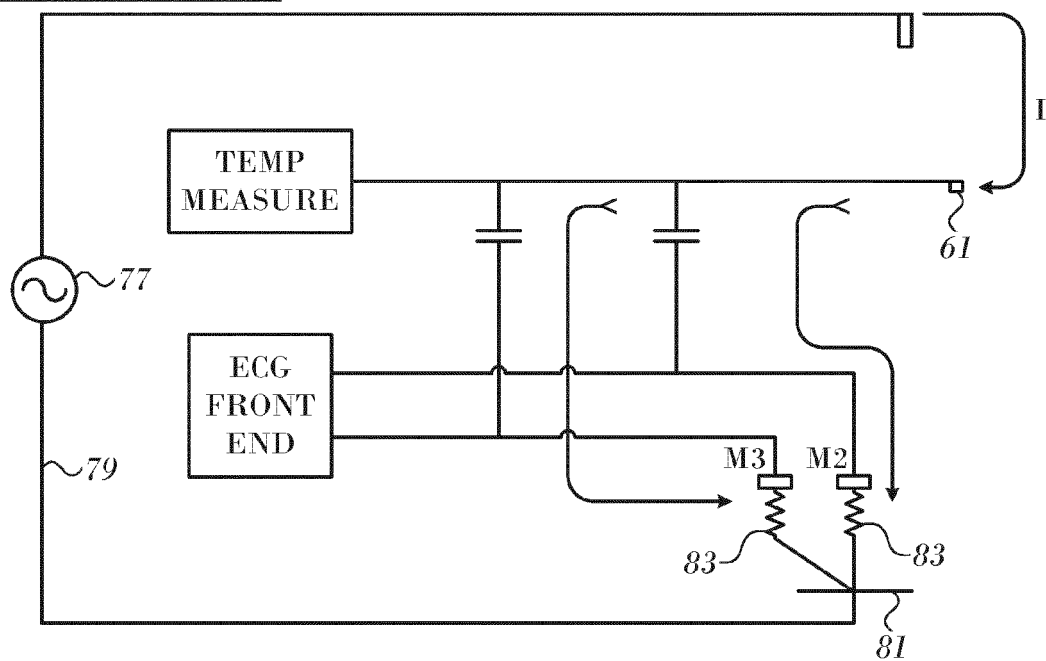 I
TEMP
MEASURE
61
77
ECG
FRONT
END
79
M3 M2
83 83
81